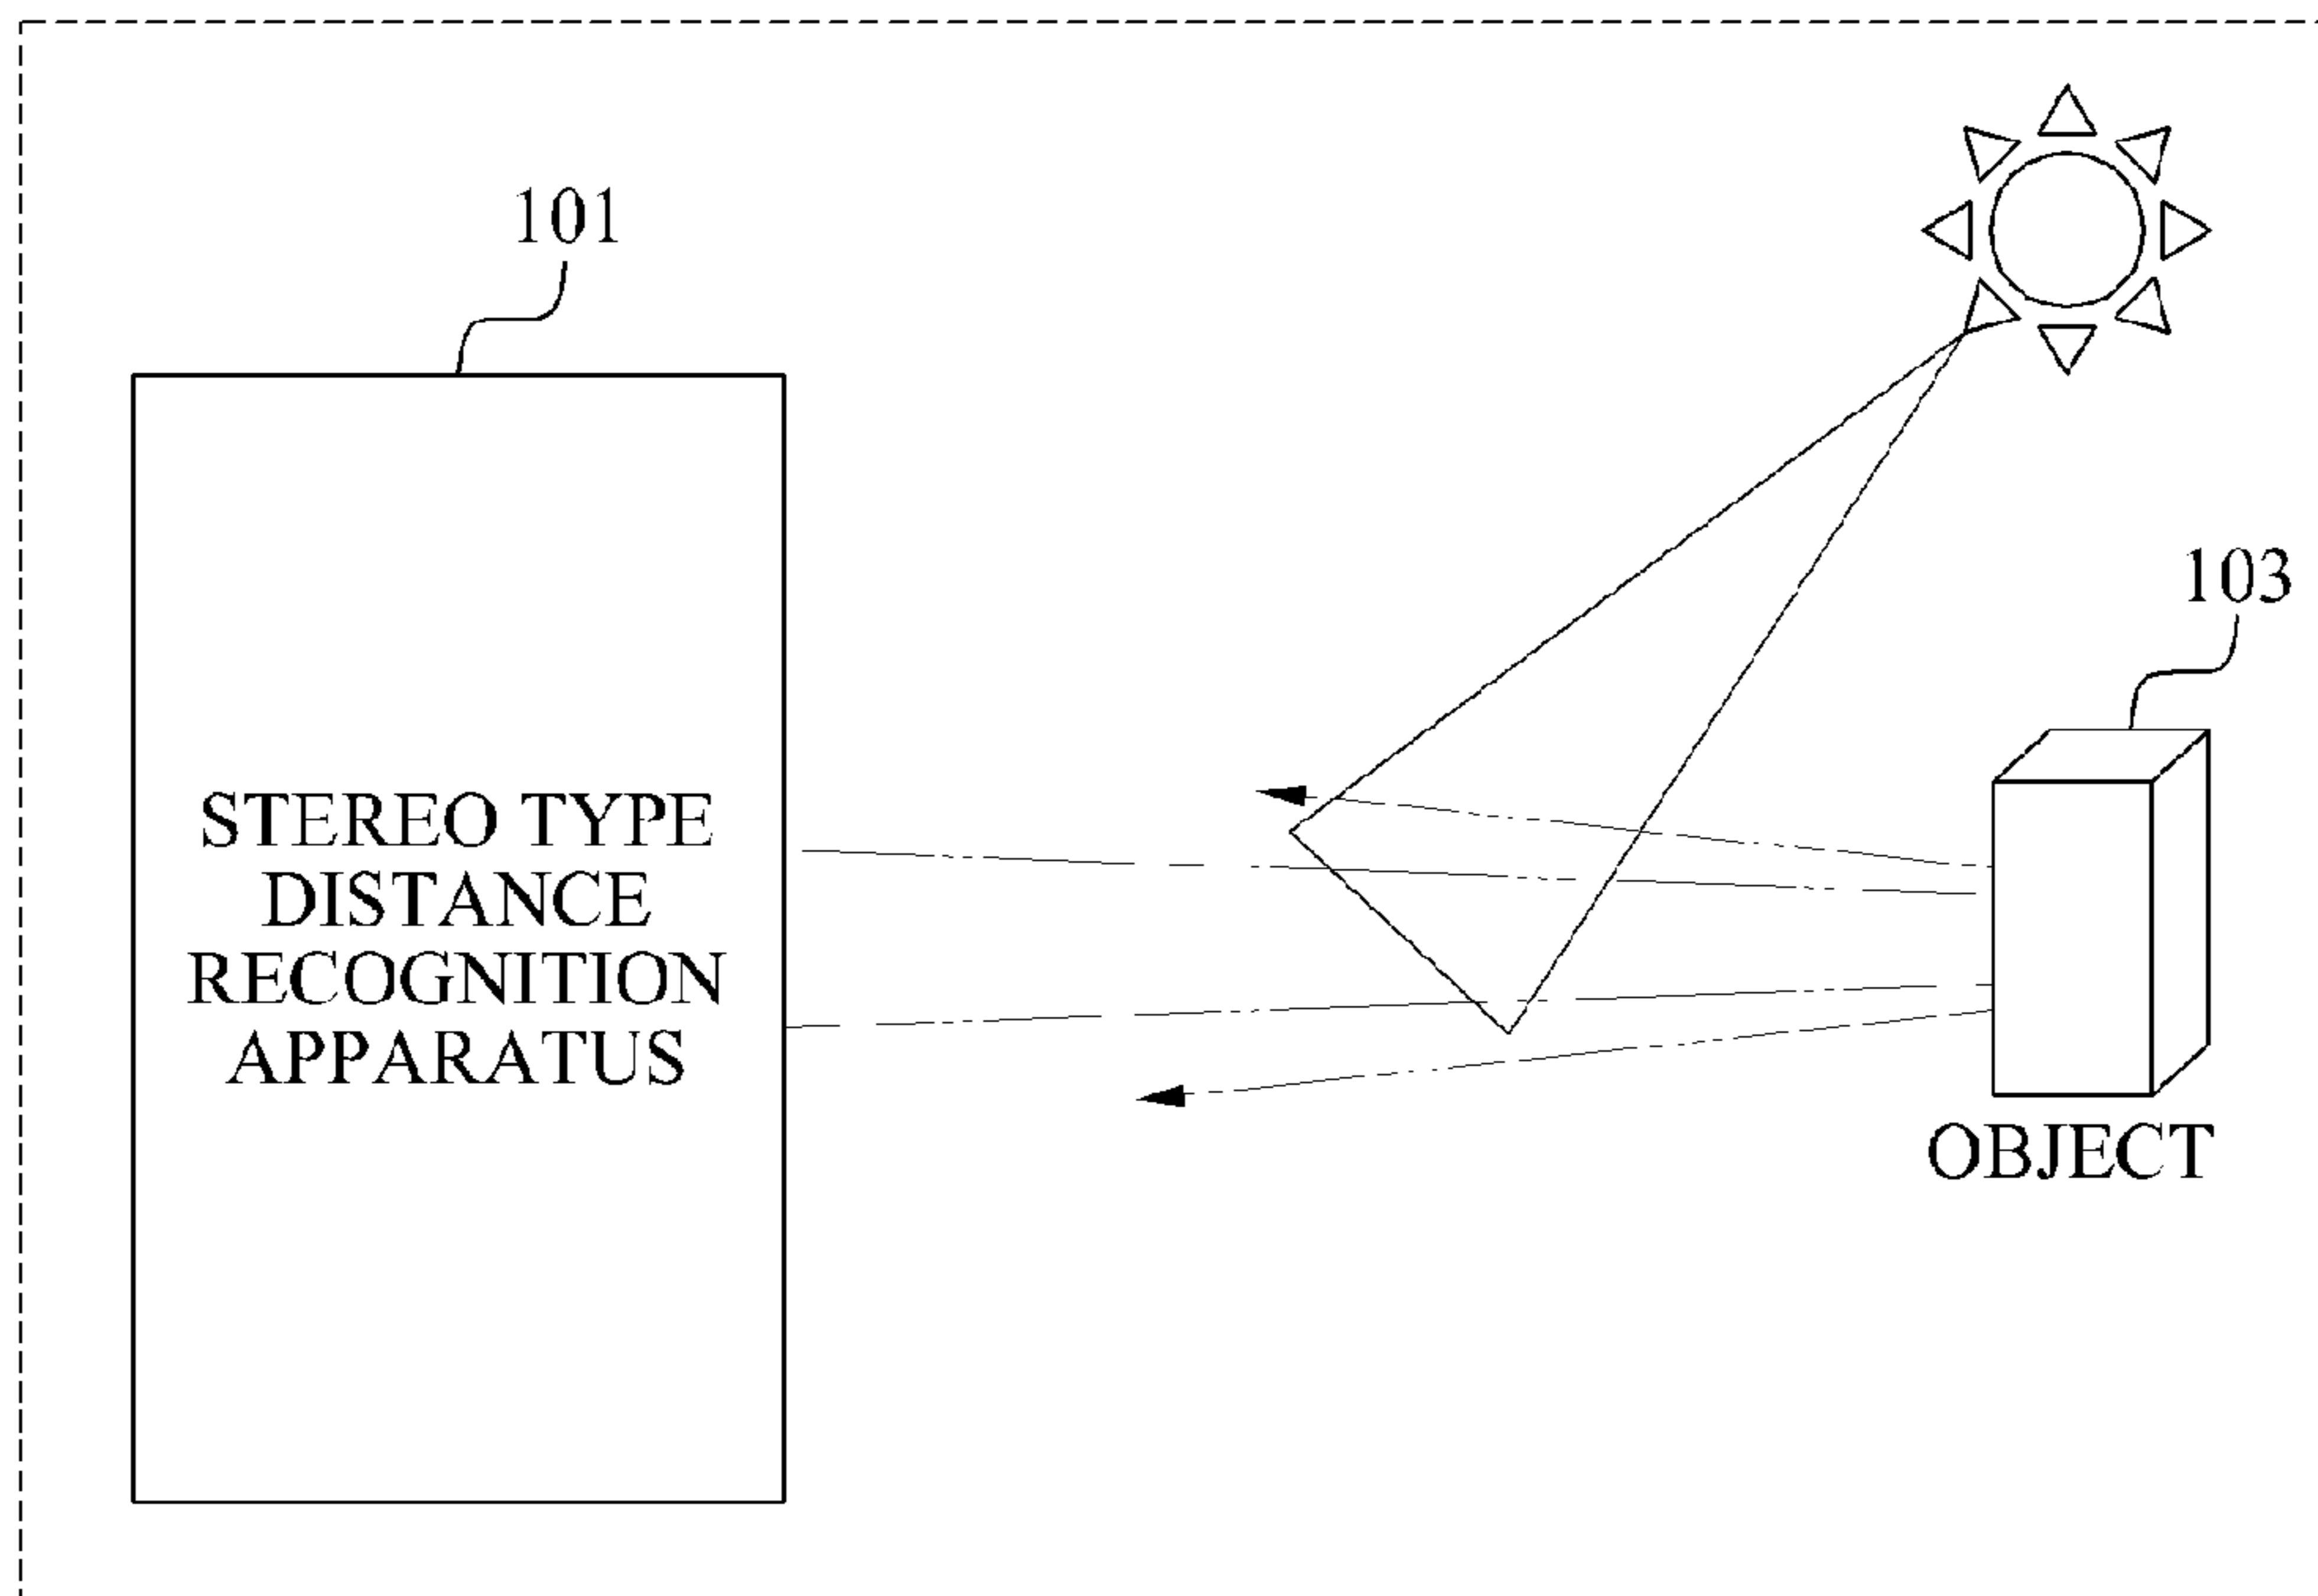 101
103
STEREO TYPE
DISTANCE
RECOGNITION
APPARATUS
OBJECT